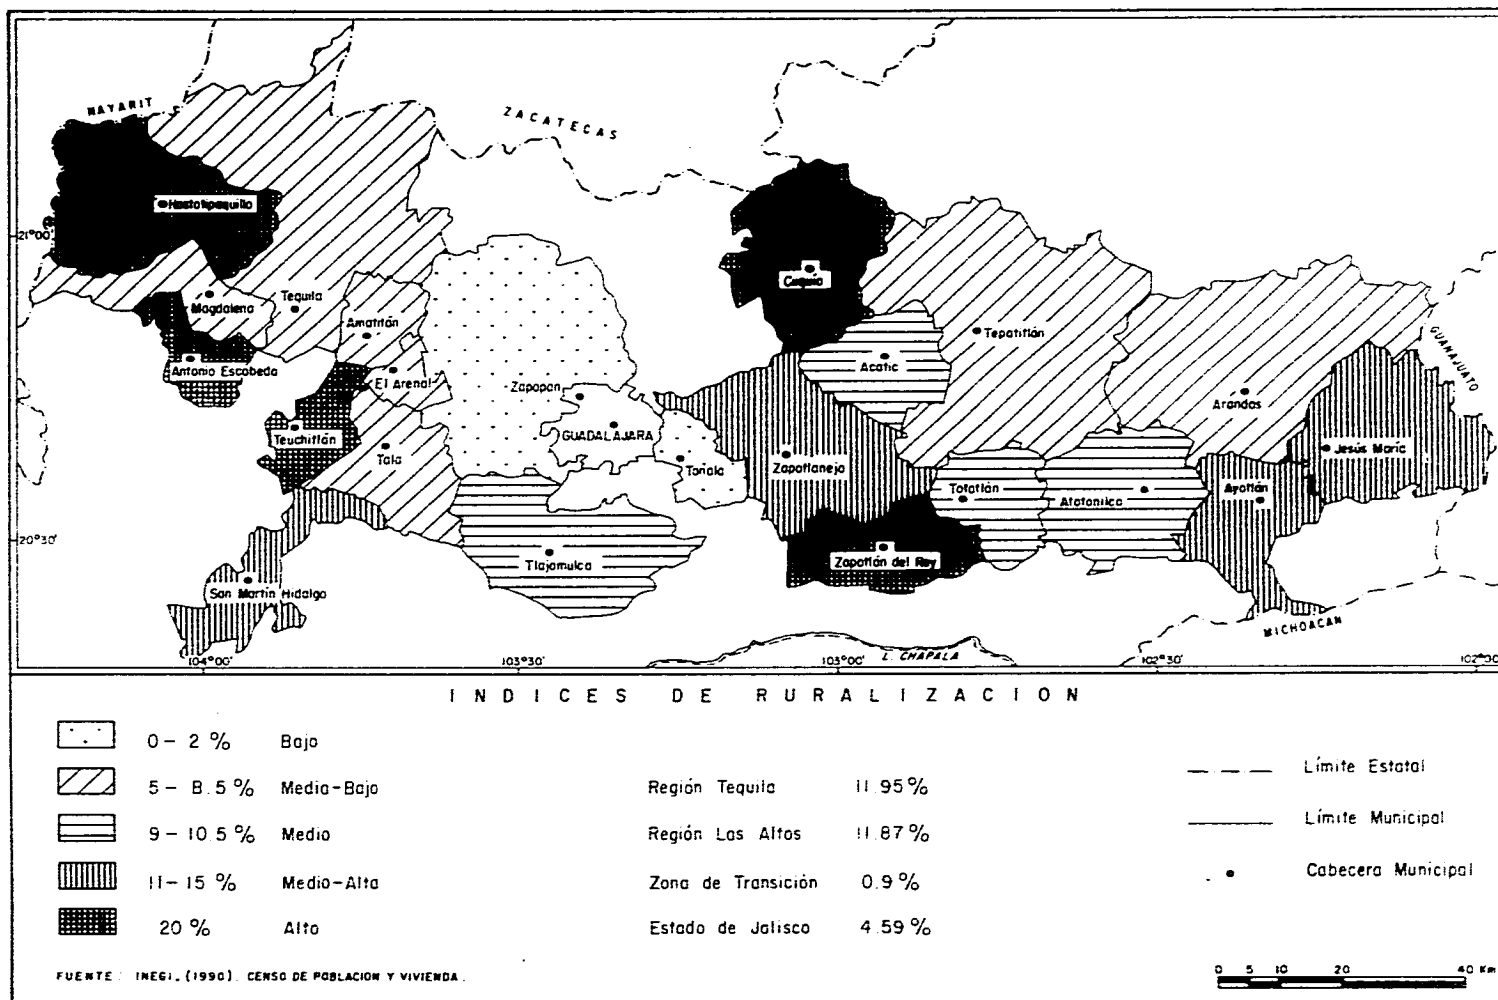 NAYARIT
ZACATECAS
Hostotipaquillo
21°00'
Cuquío
Magdalena
Tequila
Amatitán
Tepatitlán
GUANAJUATO
Antonio Escobedo
El Arenal
Acatic
Zapopan
Arandas
Teuchitlán
GUADALAJARA
Tala
Tonala
Zapotlanejo
Jesús María
Tototlán
Atotonilco
Ayotlán
20°30'
Tlajomulco
Zapotlán del Rey
San Martín Hidalgo
MICHOACAN
104°00'
103°30'
103°00'
L. CHAPALA
102°30'
102°00'
INDICES DE RURALIZACION
0 - 2 % Bajo
5 - 8.5 % Medio-Bajo Región Tequila 11.95 %
9 - 10.5 % Medio Región Los Altos 11.87 %
11 - 15 % Medio-Alto Zona de Transición 0.9 %
20 % Alto Estado de Jalisco 4.59 %
Límite Estatal
Límite Municipal
Cabecera Municipal
FUENTE: INEGI. (1990). CENSO DE POBLACION Y VIVIENDA.
0 5 10 20 40 Km